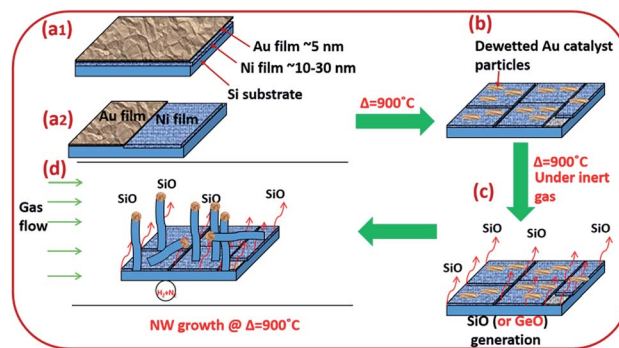 (a1)
Au film ~5 nm
Ni film ~10-30 nm
Si substrate
(a2)
Au film
Ni film
Δ=900˚C
(b)
Dewetted Au catalyst
particles
Δ=900˚C
Under inert
gas
(c)
SiO
SiO
SiO
SiO
SiO
SiO (or GeO)
generation
(d)
Gas
flow
SiO
SiO
SiO
H₂+N₂
NW growth @ Δ=900˚C